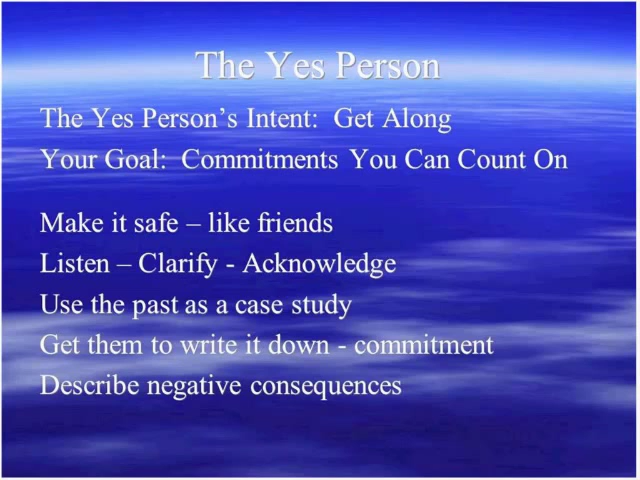 The Yes Person
The Yes Person’s Intent:  Get Along
Your Goal:  Commitments You Can Count On
Make it safe – like friends
Listen – Clarify - Acknowledge
Use the past as a case study
Get them to write it down - commitment
Describe negative consequences